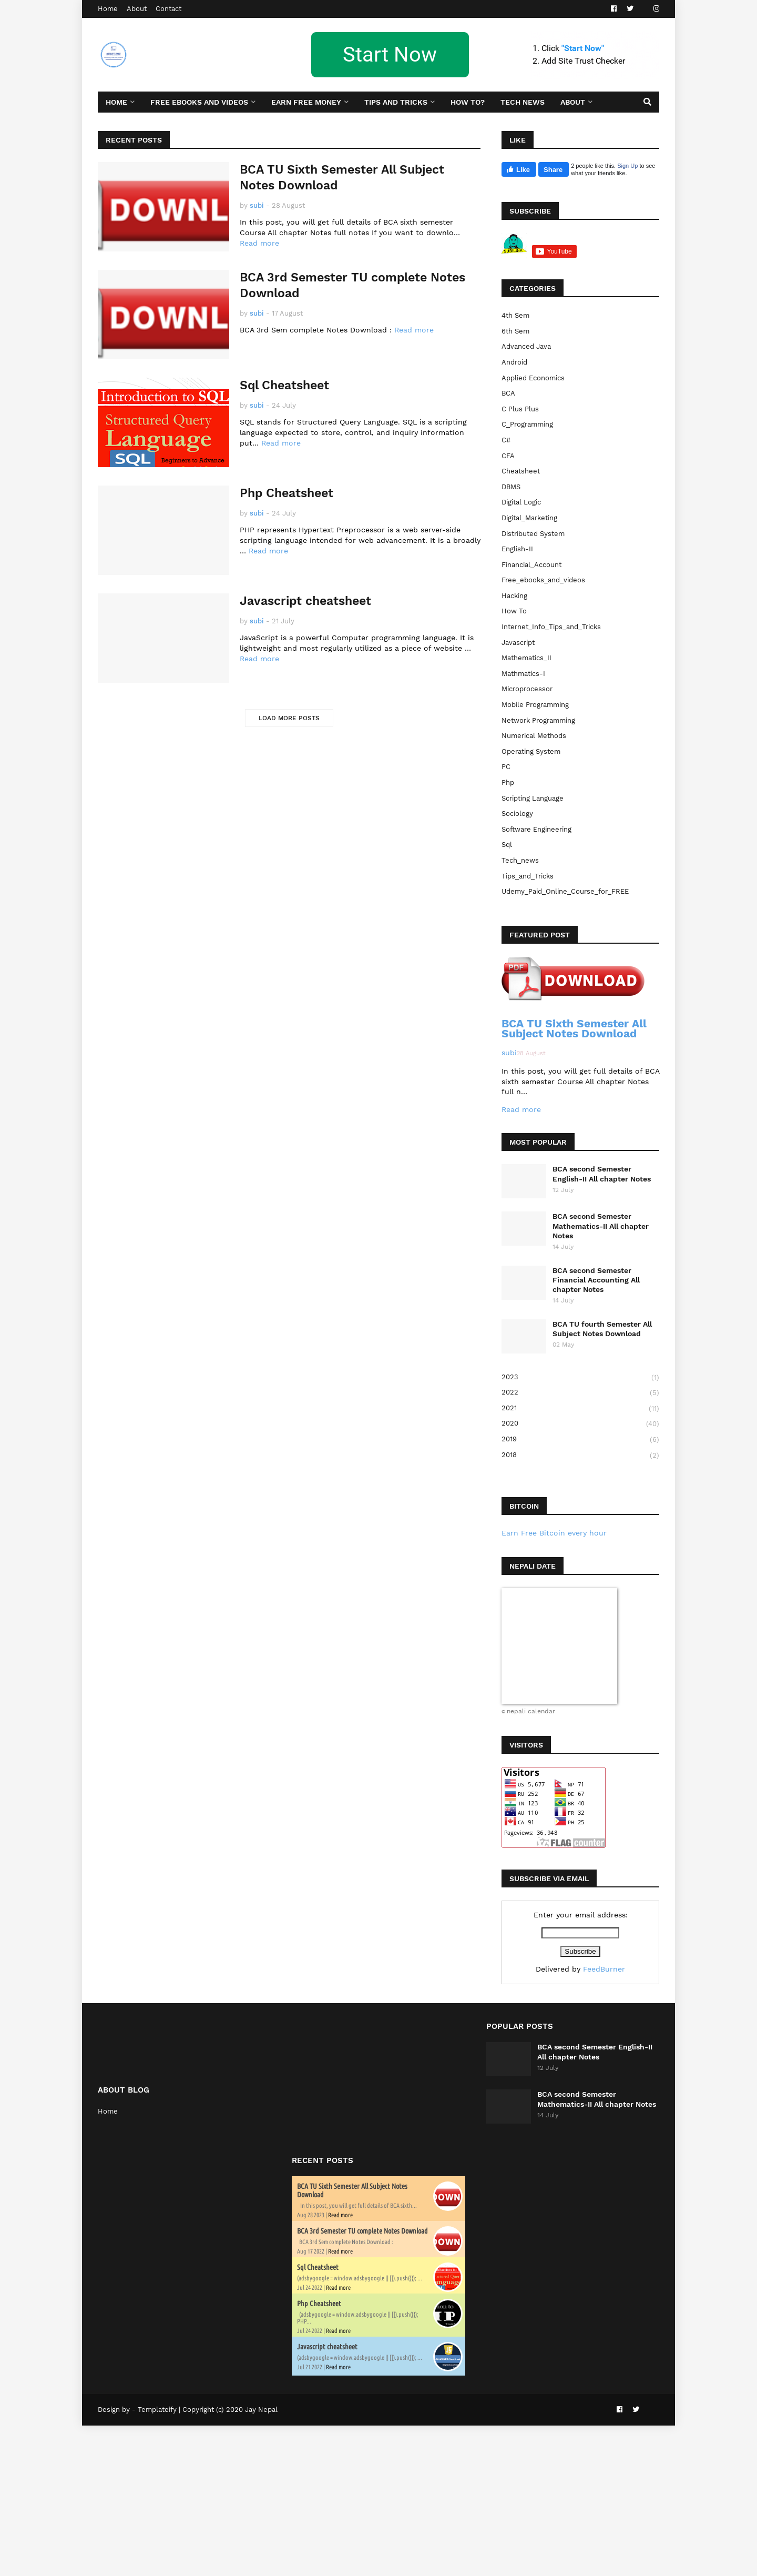 Home About Contact
Start Now
1. Click "Start Now"
2. Add Site Trust Checker
HOME FREE EBOOKS AND VIDEOS EARN FREE MONEY TIPS AND TRICKS HOW TO? TECH NEWS ABOUT
RECENT POSTS
DOWNL
BCA TU Sixth Semester All Subject
Notes Download
by subi - 28 August
In this post, you will get full details of BCA sixth semester
Course All chapter Notes full notes If you want to downlo…
Read more
DOWNL
BCA 3rd Semester TU complete Notes
Download
by subi - 17 August
BCA 3rd Sem complete Notes Download : Read more
Introduction to SQL
Structured Query
Language
SQL Beginners to Advance
Sql Cheatsheet
by subi - 24 July
SQL stands for Structured Query Language. SQL is a scripting
language expected to store, control, and inquiry information
put… Read more
Php Cheatsheet
by subi - 24 July
PHP represents Hypertext Preprocessor is a web server-side
scripting language intended for web advancement. It is a broadly
… Read more
Javascript cheatsheet
by subi - 21 July
JavaScript is a powerful Computer programming language. It is
lightweight and most regularly utilized as a piece of website …
Read more
LOAD MORE POSTS
LIKE
Like Share 2 people like this. Sign Up to see
what your friends like.
SUBSCRIBE
YouTube
CATEGORIES
4th Sem
6th Sem
Advanced Java
Android
Applied Economics
BCA
C Plus Plus
C_Programming
C#
CFA
Cheatsheet
DBMS
Digital Logic
Digital_Marketing
Distributed System
English-II
Financial_Account
Free_ebooks_and_videos
Hacking
How To
Internet_Info_Tips_and_Tricks
Javascript
Mathematics_II
Mathmatics-I
Microprocessor
Mobile Programming
Network Programming
Numerical Methods
Operating System
PC
Php
Scripting Language
Sociology
Software Engineering
Sql
Tech_news
Tips_and_Tricks
Udemy_Paid_Online_Course_for_FREE
FEATURED POST
PDF DOWNLOAD
BCA TU Sixth Semester All
Subject Notes Download
subi28 August
In this post, you will get full details of BCA
sixth semester Course All chapter Notes
full n…
Read more
MOST POPULAR
BCA second Semester
English-II All chapter Notes
12 July
BCA second Semester
Mathematics-II All chapter
Notes
14 July
BCA second Semester
Financial Accounting All
chapter Notes
14 July
BCA TU fourth Semester All
Subject Notes Download
02 May
2023 (1)
2022 (5)
2021 (11)
2020 (40)
2019 (6)
2018 (2)
BITCOIN
Earn Free Bitcoin every hour
NEPALI DATE
© nepali calendar
VISITORS
Visitors
US 5,677 NP 71
RU 252 DE 67
IN 123 BR 40
AU 110 FR 32
CA 91 PH 25
Pageviews: 36,948
FLAG counter
SUBSCRIBE VIA EMAIL
Enter your email address:
Subscribe
Delivered by FeedBurner
ABOUT BLOG
Home
RECENT POSTS
BCA TU Sixth Semester All Subject Notes
Download
In this post, you will get full details of BCA sixth…
Aug 28 2023 | Read more
DOWN
BCA 3rd Semester TU complete Notes Download
BCA 3rd Sem complete Notes Download :
Aug 17 2022 | Read more
DOWN
Sql Cheatsheet
(adsbygoogle = window.adsbygoogle || []).push({}); …
Jul 24 2022 | Read more
Php Cheatsheet
(adsbygoogle = window.adsbygoogle || []).push({});
PHP…
Jul 24 2022 | Read more
Javascript cheatsheet
(adsbygoogle = window.adsbygoogle || []).push({}); …
Jul 21 2022 | Read more
POPULAR POSTS
BCA second Semester English-II
All chapter Notes
12 July
BCA second Semester
Mathematics-II All chapter Notes
14 July
Design by - Templateify | Copyright (c) 2020 Jay Nepal